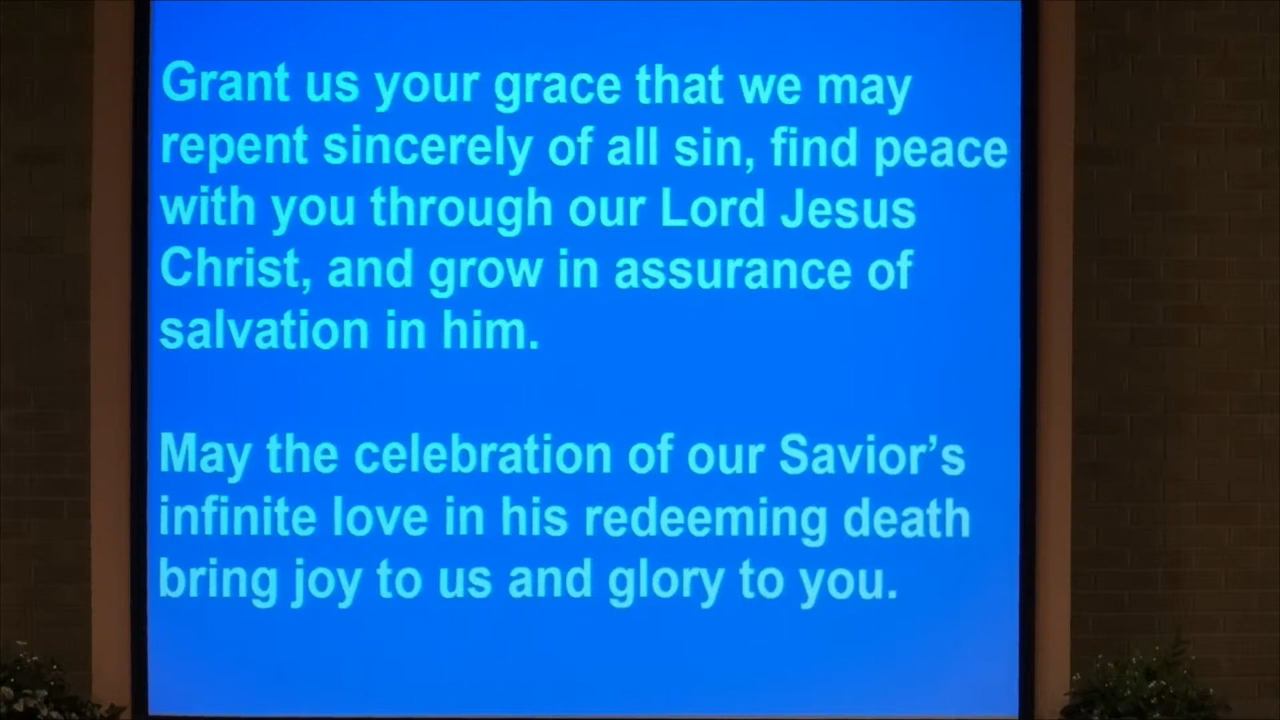 Grant us your grace that we may
repent sincerely of all sin, find peace
with you through our Lord Jesus
Christ, and grow in assurance of
salvation in him.
May the celebration of our Savior’s
infinite love in his redeeming death
bring joy to us and glory to you.